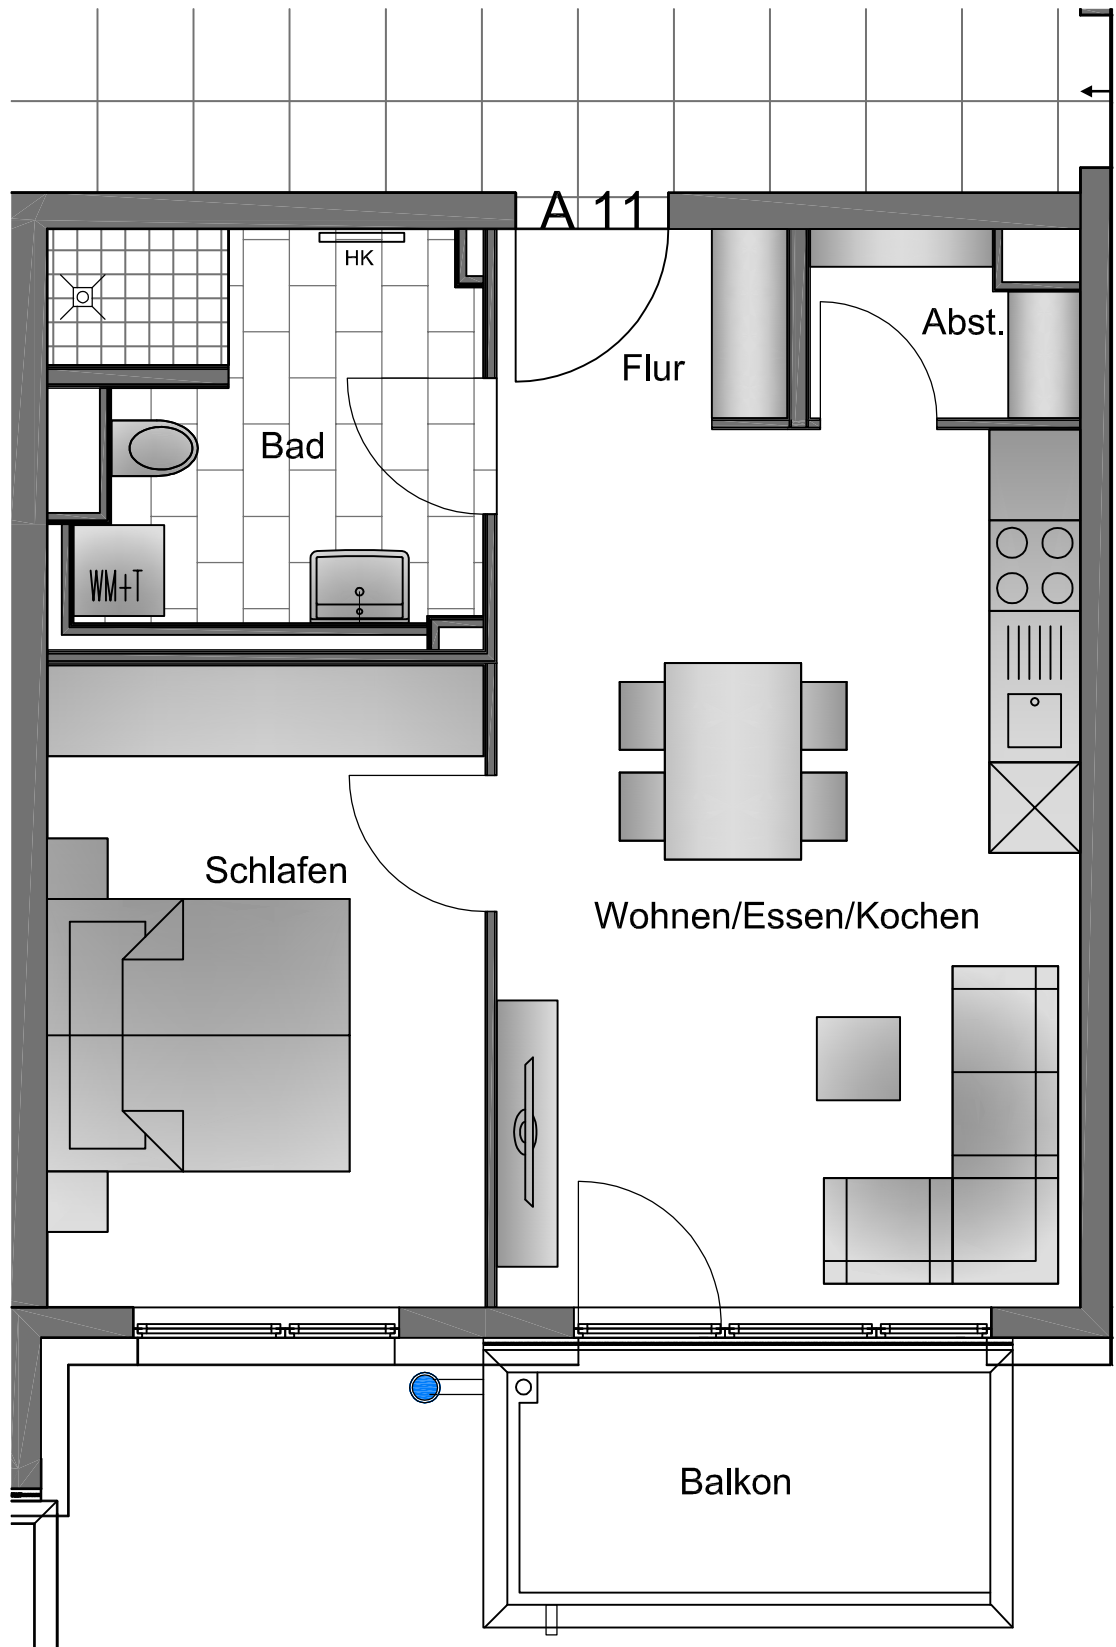 A 11
HK
Abst.
Flur
Bad
WM+T
Schlafen
Wohnen/Essen/Kochen
Balkon